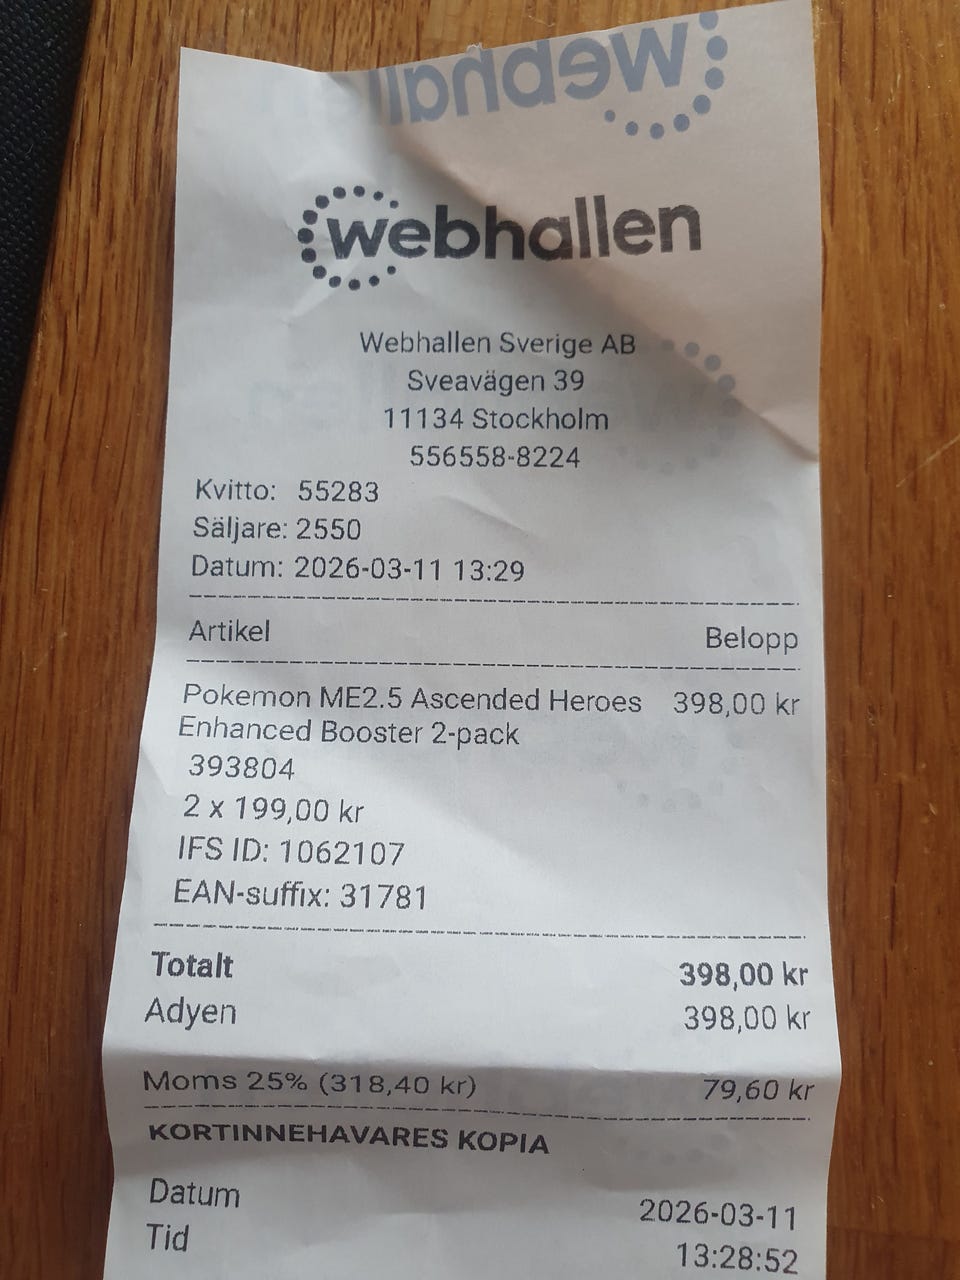 webhallen
webhallen
Webhallen Sverige AB
Sveavägen 39
11134 Stockholm
556558-8224
Kvitto: 55283
Säljare: 2550
Datum: 2026-03-11 13:29
Artikel Belopp
Pokemon ME2.5 Ascended Heroes 398,00 kr
Enhanced Booster 2-pack
393804
2 x 199,00 kr
IFS ID: 1062107
EAN-suffix: 31781
Totalt 398,00 kr
Adyen 398,00 kr
Moms 25% (318,40 kr) 79,60 kr
KORTINNEHAVARES KOPIA
Datum 2026-03-11
Tid 13:28:52